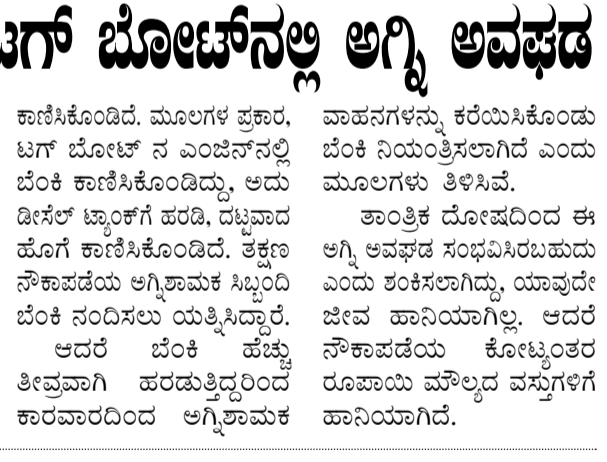 ಟಗ್ ಬೋಟ್‌ನಲ್ಲಿ ಅಗ್ನಿ ಅವಘಡ
ಕಾಣಿಸಿಕೊಂಡಿದೆ. ಮೂಲಗಳ ಪ್ರಕಾರ,
ಟಗ್ ಬೋಟ್ ನ ಎಂಜಿನ್‌ನಲ್ಲಿ
ಬೆಂಕಿ ಕಾಣಿಸಿಕೊಂಡಿದ್ದು, ಅದು
ಡೀಸೆಲ್ ಟ್ಯಾಂಕ್‌ಗೆ ಹರಡಿ, ದಟ್ಟವಾದ
ಹೊಗೆ ಕಾಣಿಸಿಕೊಂಡಿದೆ. ತಕ್ಷಣ
ನೌಕಾಪಡೆಯ ಅಗ್ನಿಶಾಮಕ ಸಿಬ್ಬಂದಿ
ಬೆಂಕಿ ನಂದಿಸಲು ಯತ್ನಿಸಿದ್ದಾರೆ.
ಆದರೆ ಬೆಂಕಿ ಹೆಚ್ಚು
ತೀವ್ರವಾಗಿ ಹರಡುತ್ತಿದ್ದರಿಂದ
ಕಾರವಾರದಿಂದ ಅಗ್ನಿಶಾಮಕ
ವಾಹನಗಳನ್ನು ಕರೆಯಿಸಿಕೊಂಡು
ಬೆಂಕಿ ನಿಯಂತ್ರಿಸಲಾಗಿದೆ ಎಂದು
ಮೂಲಗಳು ತಿಳಿಸಿವೆ.
ತಾಂತ್ರಿಕ ದೋಷದಿಂದ ಈ
ಅಗ್ನಿ ಅವಘಡ ಸಂಭವಿಸಿರಬಹುದು
ಎಂದು ಶಂಕಿಸಲಾಗಿದ್ದು, ಯಾವುದೇ
ಜೀವ ಹಾನಿಯಾಗಿಲ್ಲ. ಆದರೆ
ನೌಕಾಪಡೆಯ ಕೋಟ್ಯಂತರ
ರೂಪಾಯಿ ಮೌಲ್ಯದ ವಸ್ತುಗಳಿಗೆ
ಹಾನಿಯಾಗಿದೆ.